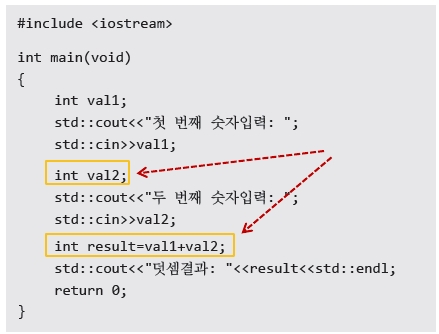 #include <iostream>
int main(void)
{
int val1;
std::cout<<"첫 번째 숫자입력: ";
std::cin>>val1;
int val2;
std::cout<<"두 번째 숫자입력: ";
std::cin>>val2;
int result=val1+val2;
std::cout<<"덧셈결과: "<<result<<std::endl;
return 0;
}